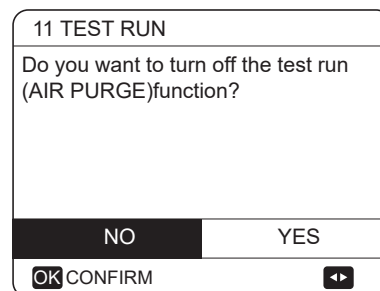 11 TEST RUN
Do you want to turn off the test run
(AIR PURGE)function?
NO YES
OK CONFIRM